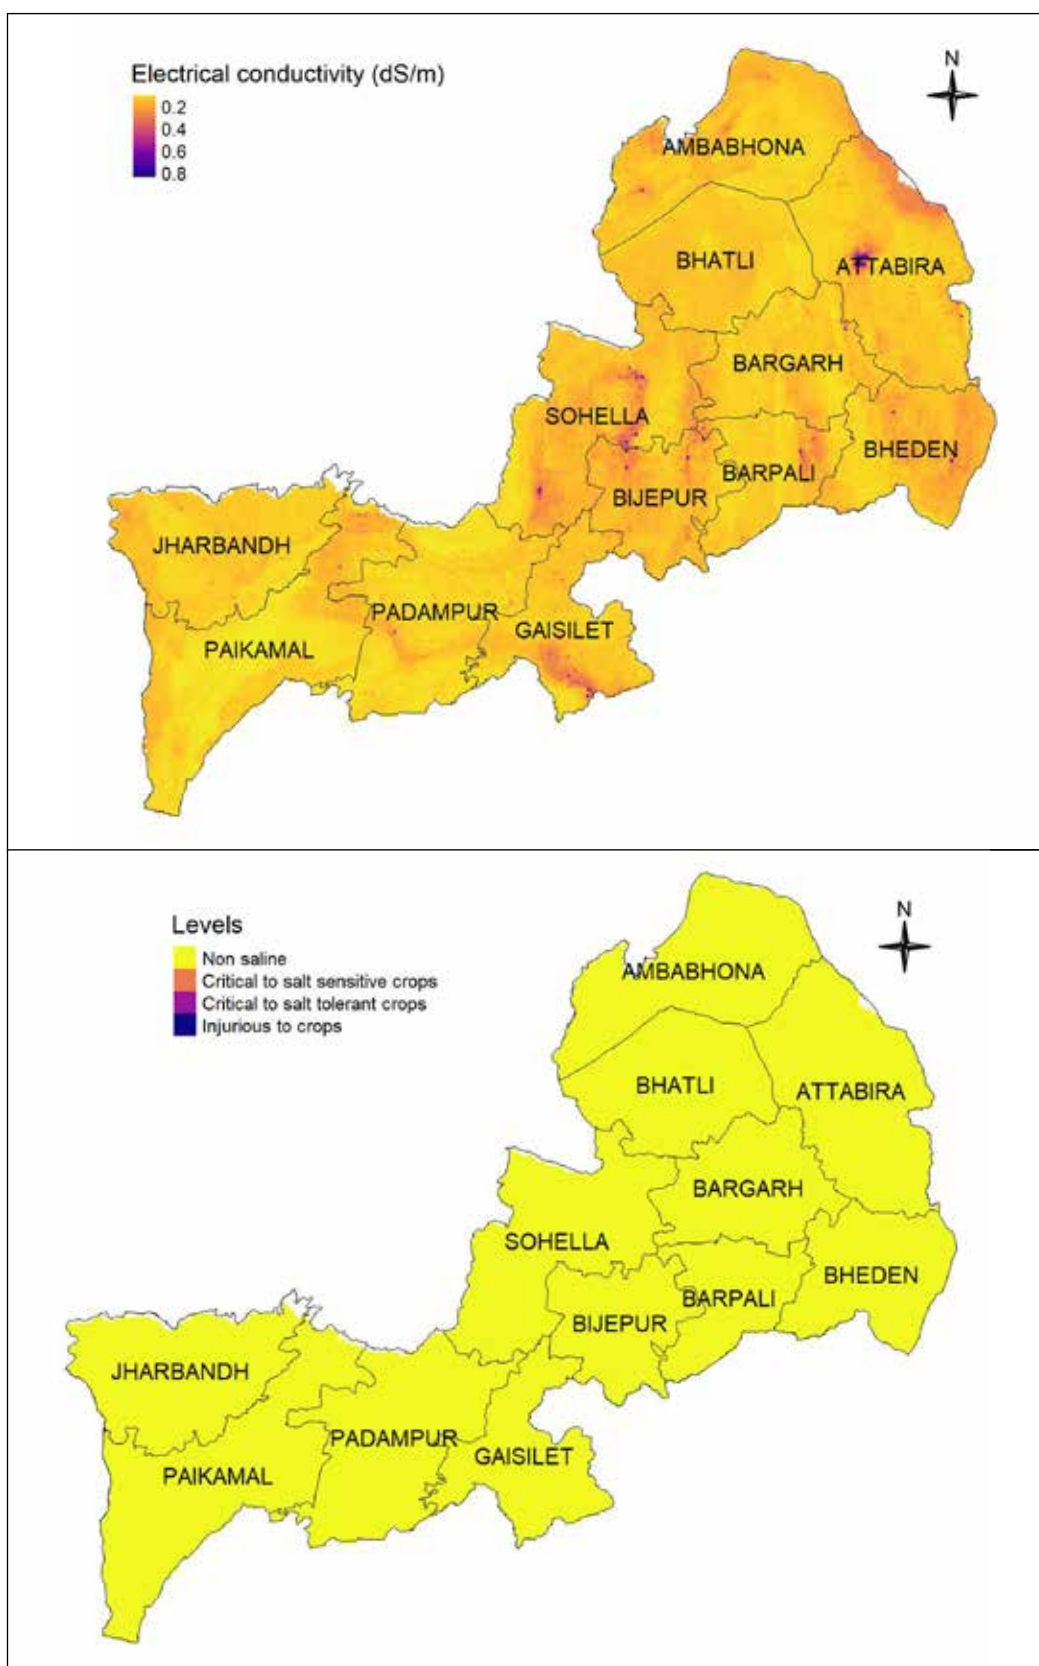 Electrical conductivity (dS/m)
0.2
0.4
0.6
0.8
N
AMBABHONA
BHATLI
ATTABIRA
BARGARH
SOHELLA
BHEDEN
BARPALI
BIJEPUR
JHARBANDH
PADAMPUR
GAISILET
PAIKAMAL
Levels
Non saline
Critical to salt sensitive crops
Critical to salt tolerant crops
Injurious to crops
N
AMBABHONA
BHATLI
ATTABIRA
BARGARH
SOHELLA
BHEDEN
BARPALI
BIJEPUR
JHARBANDH
PADAMPUR
GAISILET
PAIKAMAL